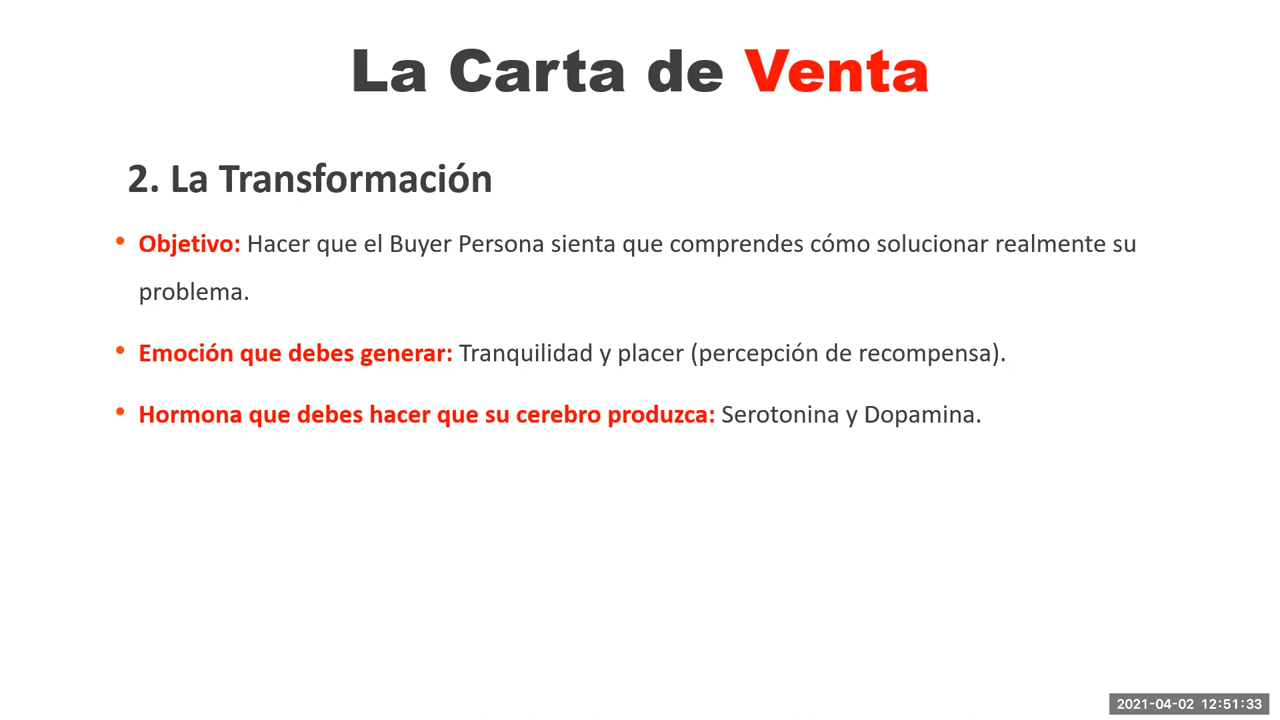 La Carta de Venta
2. La Transformación
• Objetivo: Hacer que el Buyer Persona sienta que comprendes cómo solucionar realmente su
problema.
• Emoción que debes generar: Tranquilidad y placer (percepción de recompensa).
• Hormona que debes hacer que su cerebro produzca: Serotonina y Dopamina.
2021-04-02 12:51:33